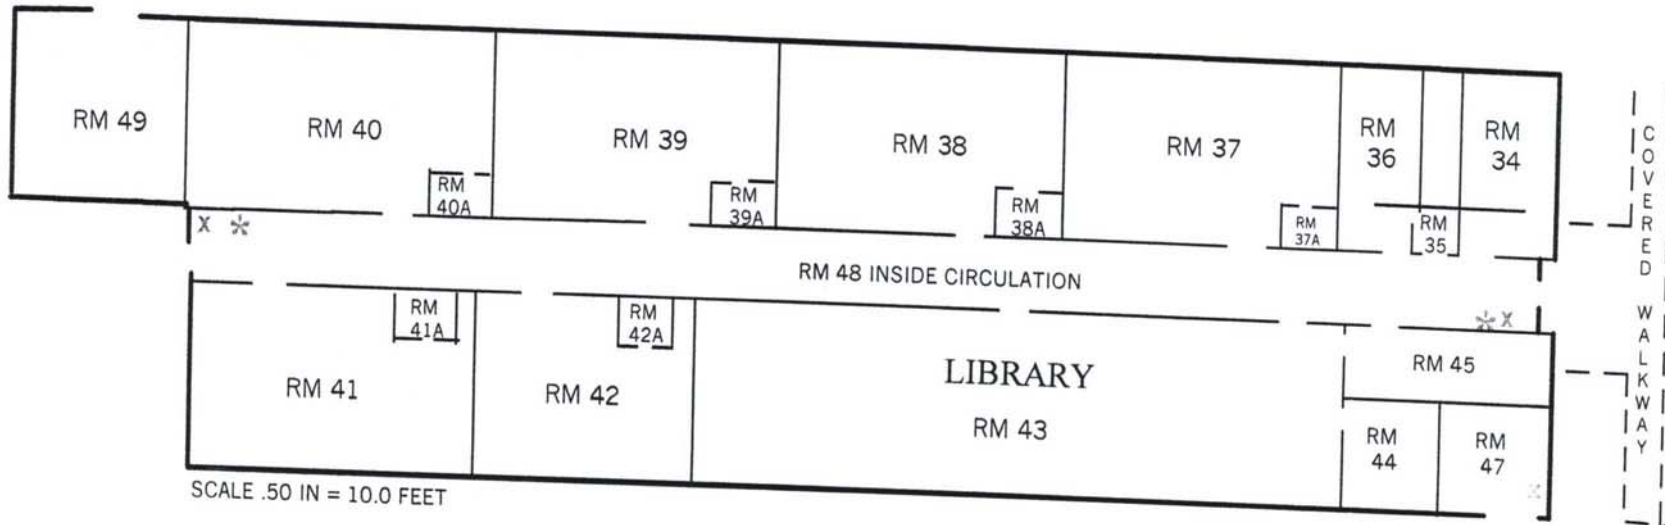 RM 49
RM 40
RM
40A
RM 39
RM
39A
RM 38
RM
38A
RM 37
RM
37A
RM
36
RM
35
RM
34
COVERED WALKWAY
X *
RM 48 INSIDE CIRCULATION
* X
RM
41A
RM 41
RM
42A
RM 42
LIBRARY
RM 43
RM 45
RM
44
RM
47
X
SCALE .50 IN = 10.0 FEET